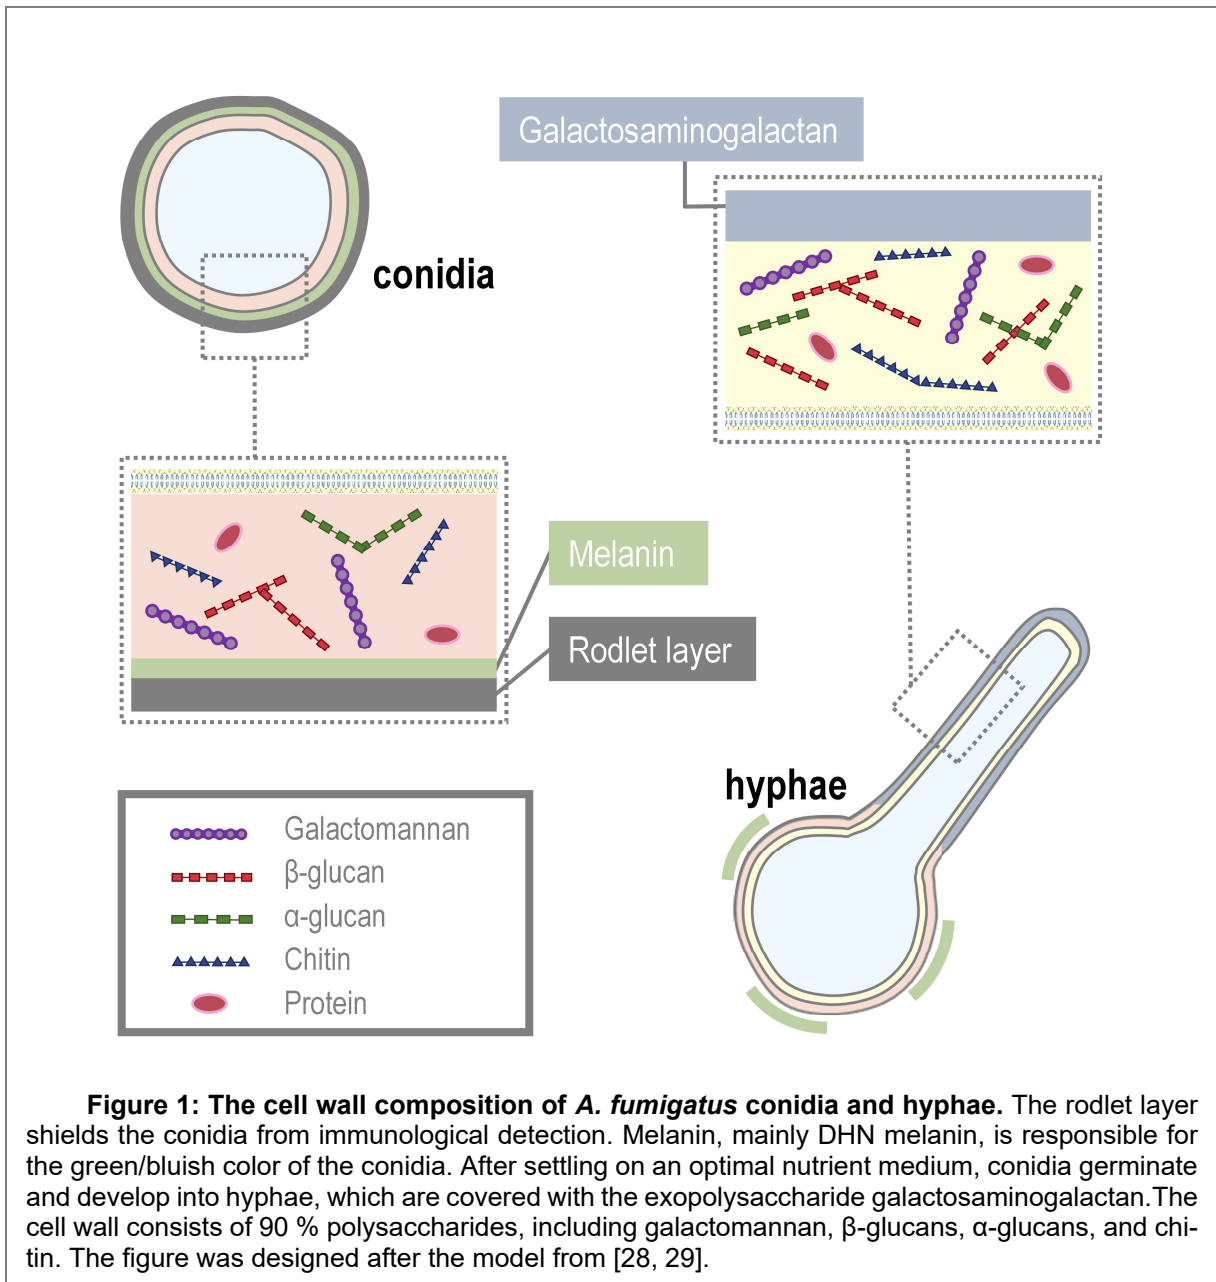 Galactosaminogalactan
conidia
Melanin
Rodlet layer
hyphae
Galactomannan
β-glucan
α-glucan
Chitin
Protein
Figure 1: The cell wall composition of A. fumigatus conidia and hyphae. The rodlet layer
shields the conidia from immunological detection. Melanin, mainly DHN melanin, is responsible for
the green/bluish color of the conidia. After settling on an optimal nutrient medium, conidia germinate
and develop into hyphae, which are covered with the exopolysaccharide galactosaminogalactan.The
cell wall consists of 90 % polysaccharides, including galactomannan, β-glucans, α-glucans, and chi-
tin. The figure was designed after the model from [28, 29].